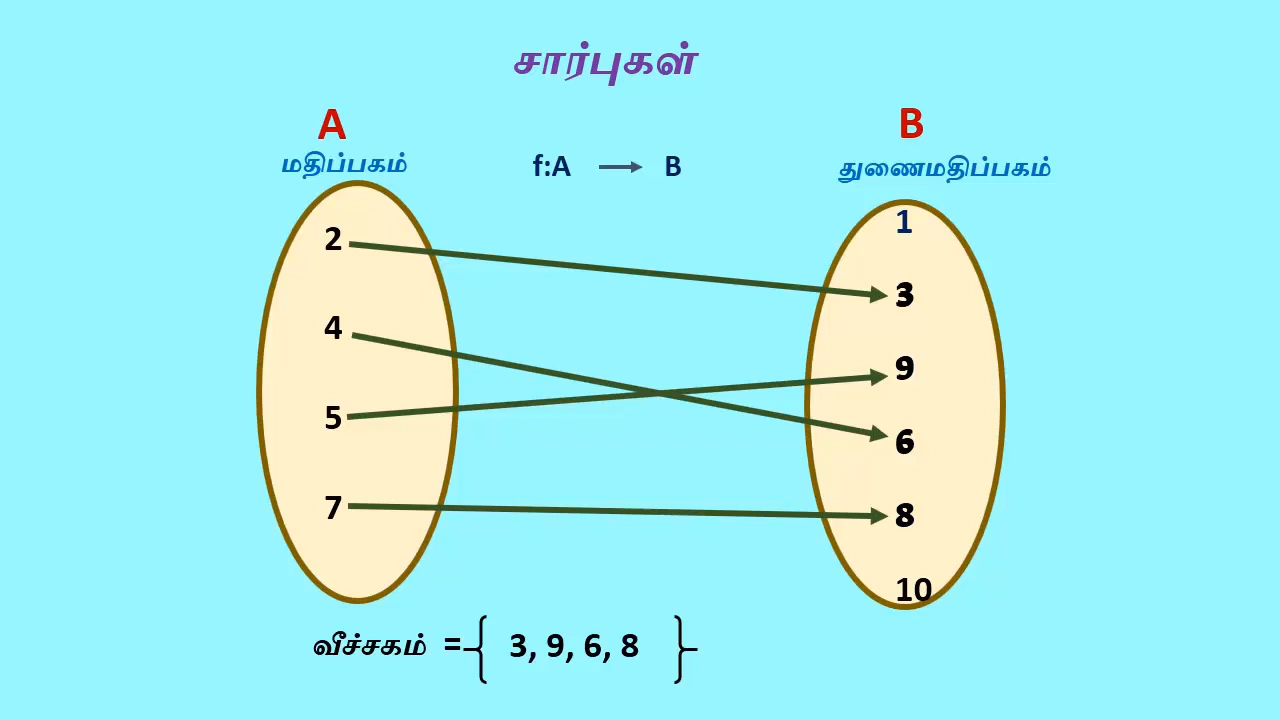 சார்புகள்
A B
மதிப்பகம் f:A → B துணைமதிப்பகம்
1
2
3
4
9
5
6
7
8
10
வீச்சகம் = { 3, 9, 6, 8 }